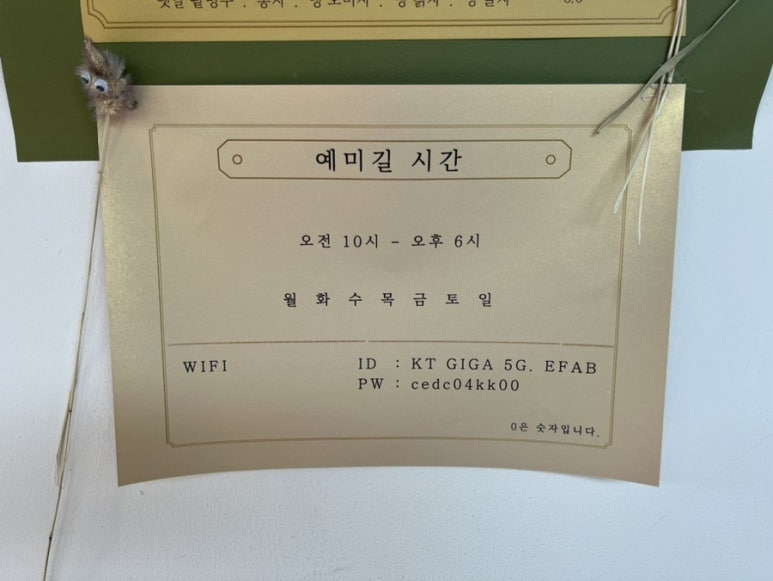 예미길 시간
오전 10시 - 오후 6시
월 화 수 목 금 토 일
WIFI
ID : KT GIGA 5G. EFAB
PW : cedc04kk00
0은 숫자입니다.